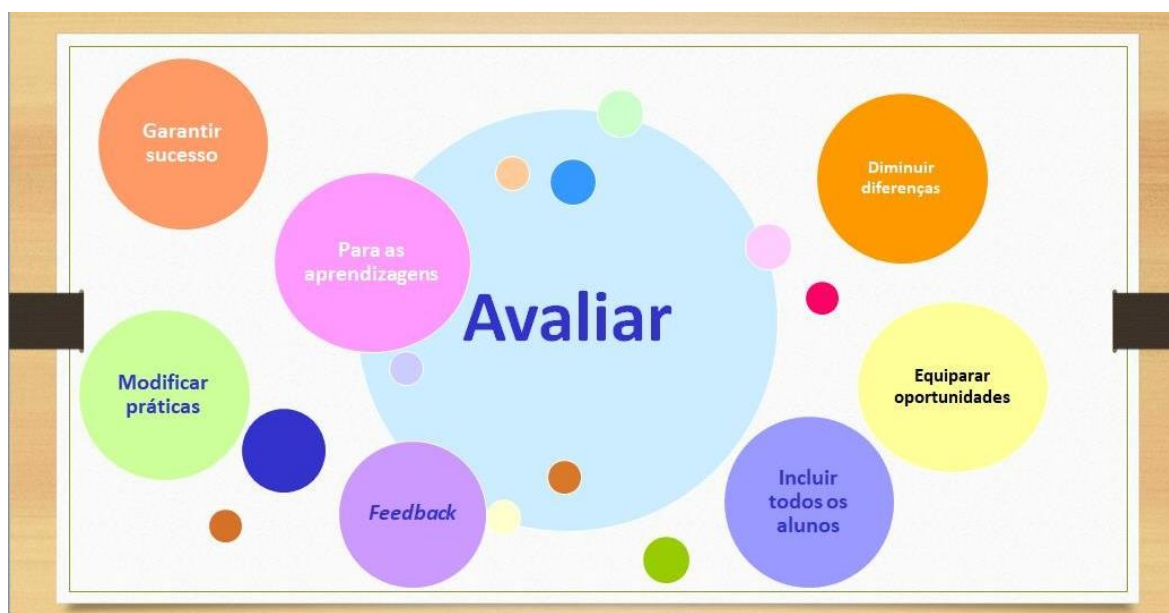 Garantir
sucesso
Diminuir
diferenças
Para as
aprendizagens
Avaliar
Modificar
práticas
Equiparar
oportunidades
Feedback
Incluir
todos os
alunos